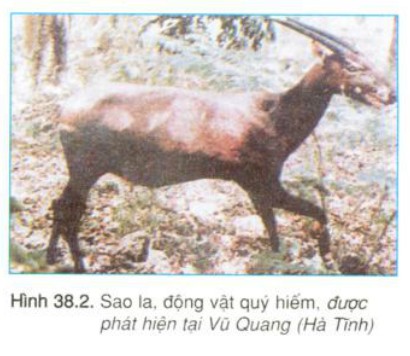 Hình 38.2. Sao la, động vật quý hiếm, được
phát hiện tại Vũ Quang (Hà Tĩnh)